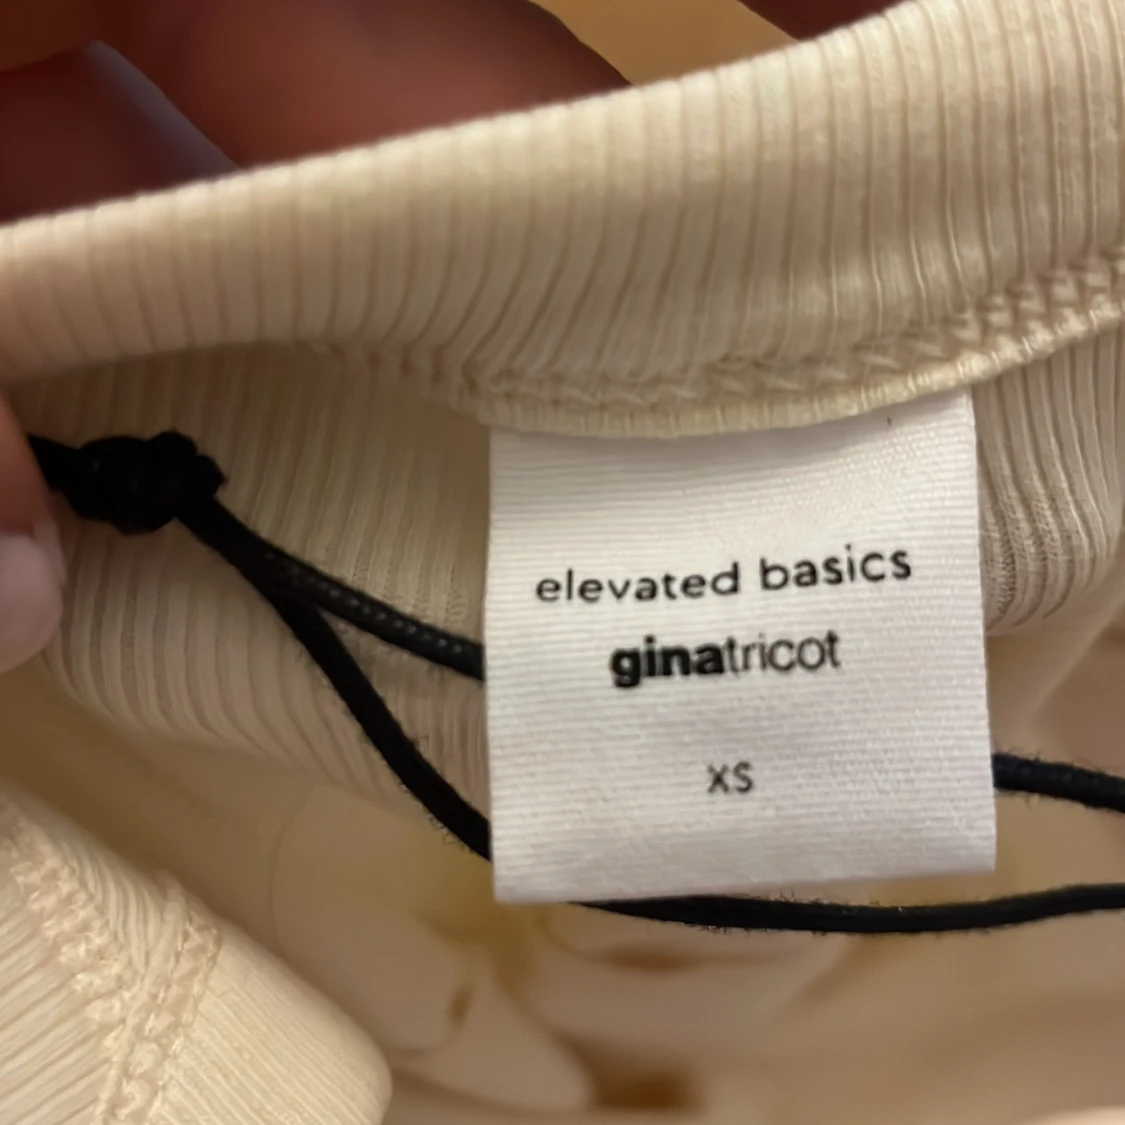 elevated basics
ginatricot
XS